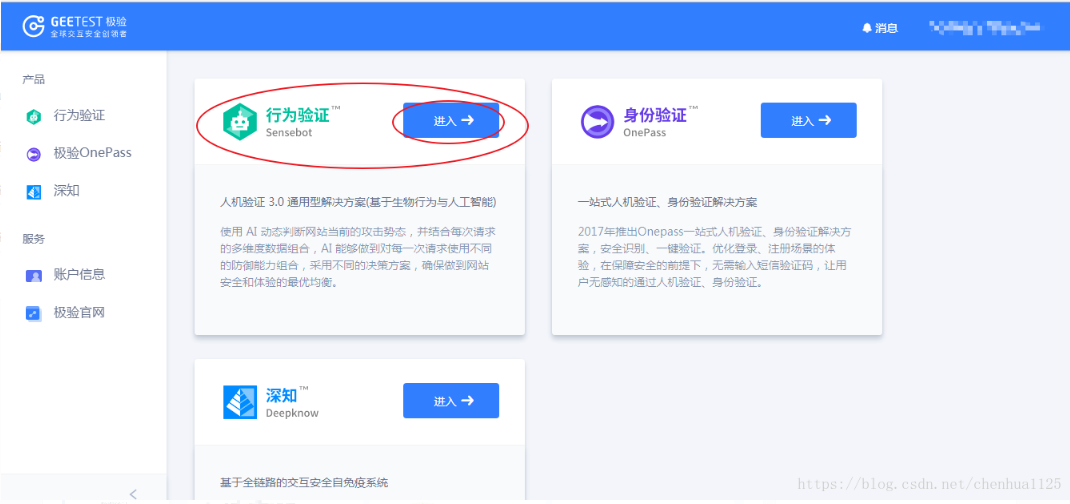 GEETEST 极验
全球交互安全创领者
消息
产品
行为验证
极验OnePass
深知
服务
账户信息
极验官网
行为验证™
Sensebot
进入
人机验证 3.0 通用型解决方案(基于生物行为与人工智能)
使用 AI 动态判断网站当前的攻击势态，并结合每次请求
的多维度数据组合，AI 能够做到对每一次请求使用不同
的防御能力组合，采用不同的决策方案，确保做到网站
安全和体验的最优均衡。
身份验证™
OnePass
进入
一站式人机验证、身份验证解决方案
2017年推出Onepass一站式人机验证、身份验证解决方
案，安全识别、一键验证。优化登录、注册场景的体
验，在保障安全的前提下，无需输入短信验证码，让用
户无感知的通过人机验证、身份验证。
深知™
Deepknow
进入
基于全链路的交互安全自免疫系统
https://blog.csdn.net/chenhua1125